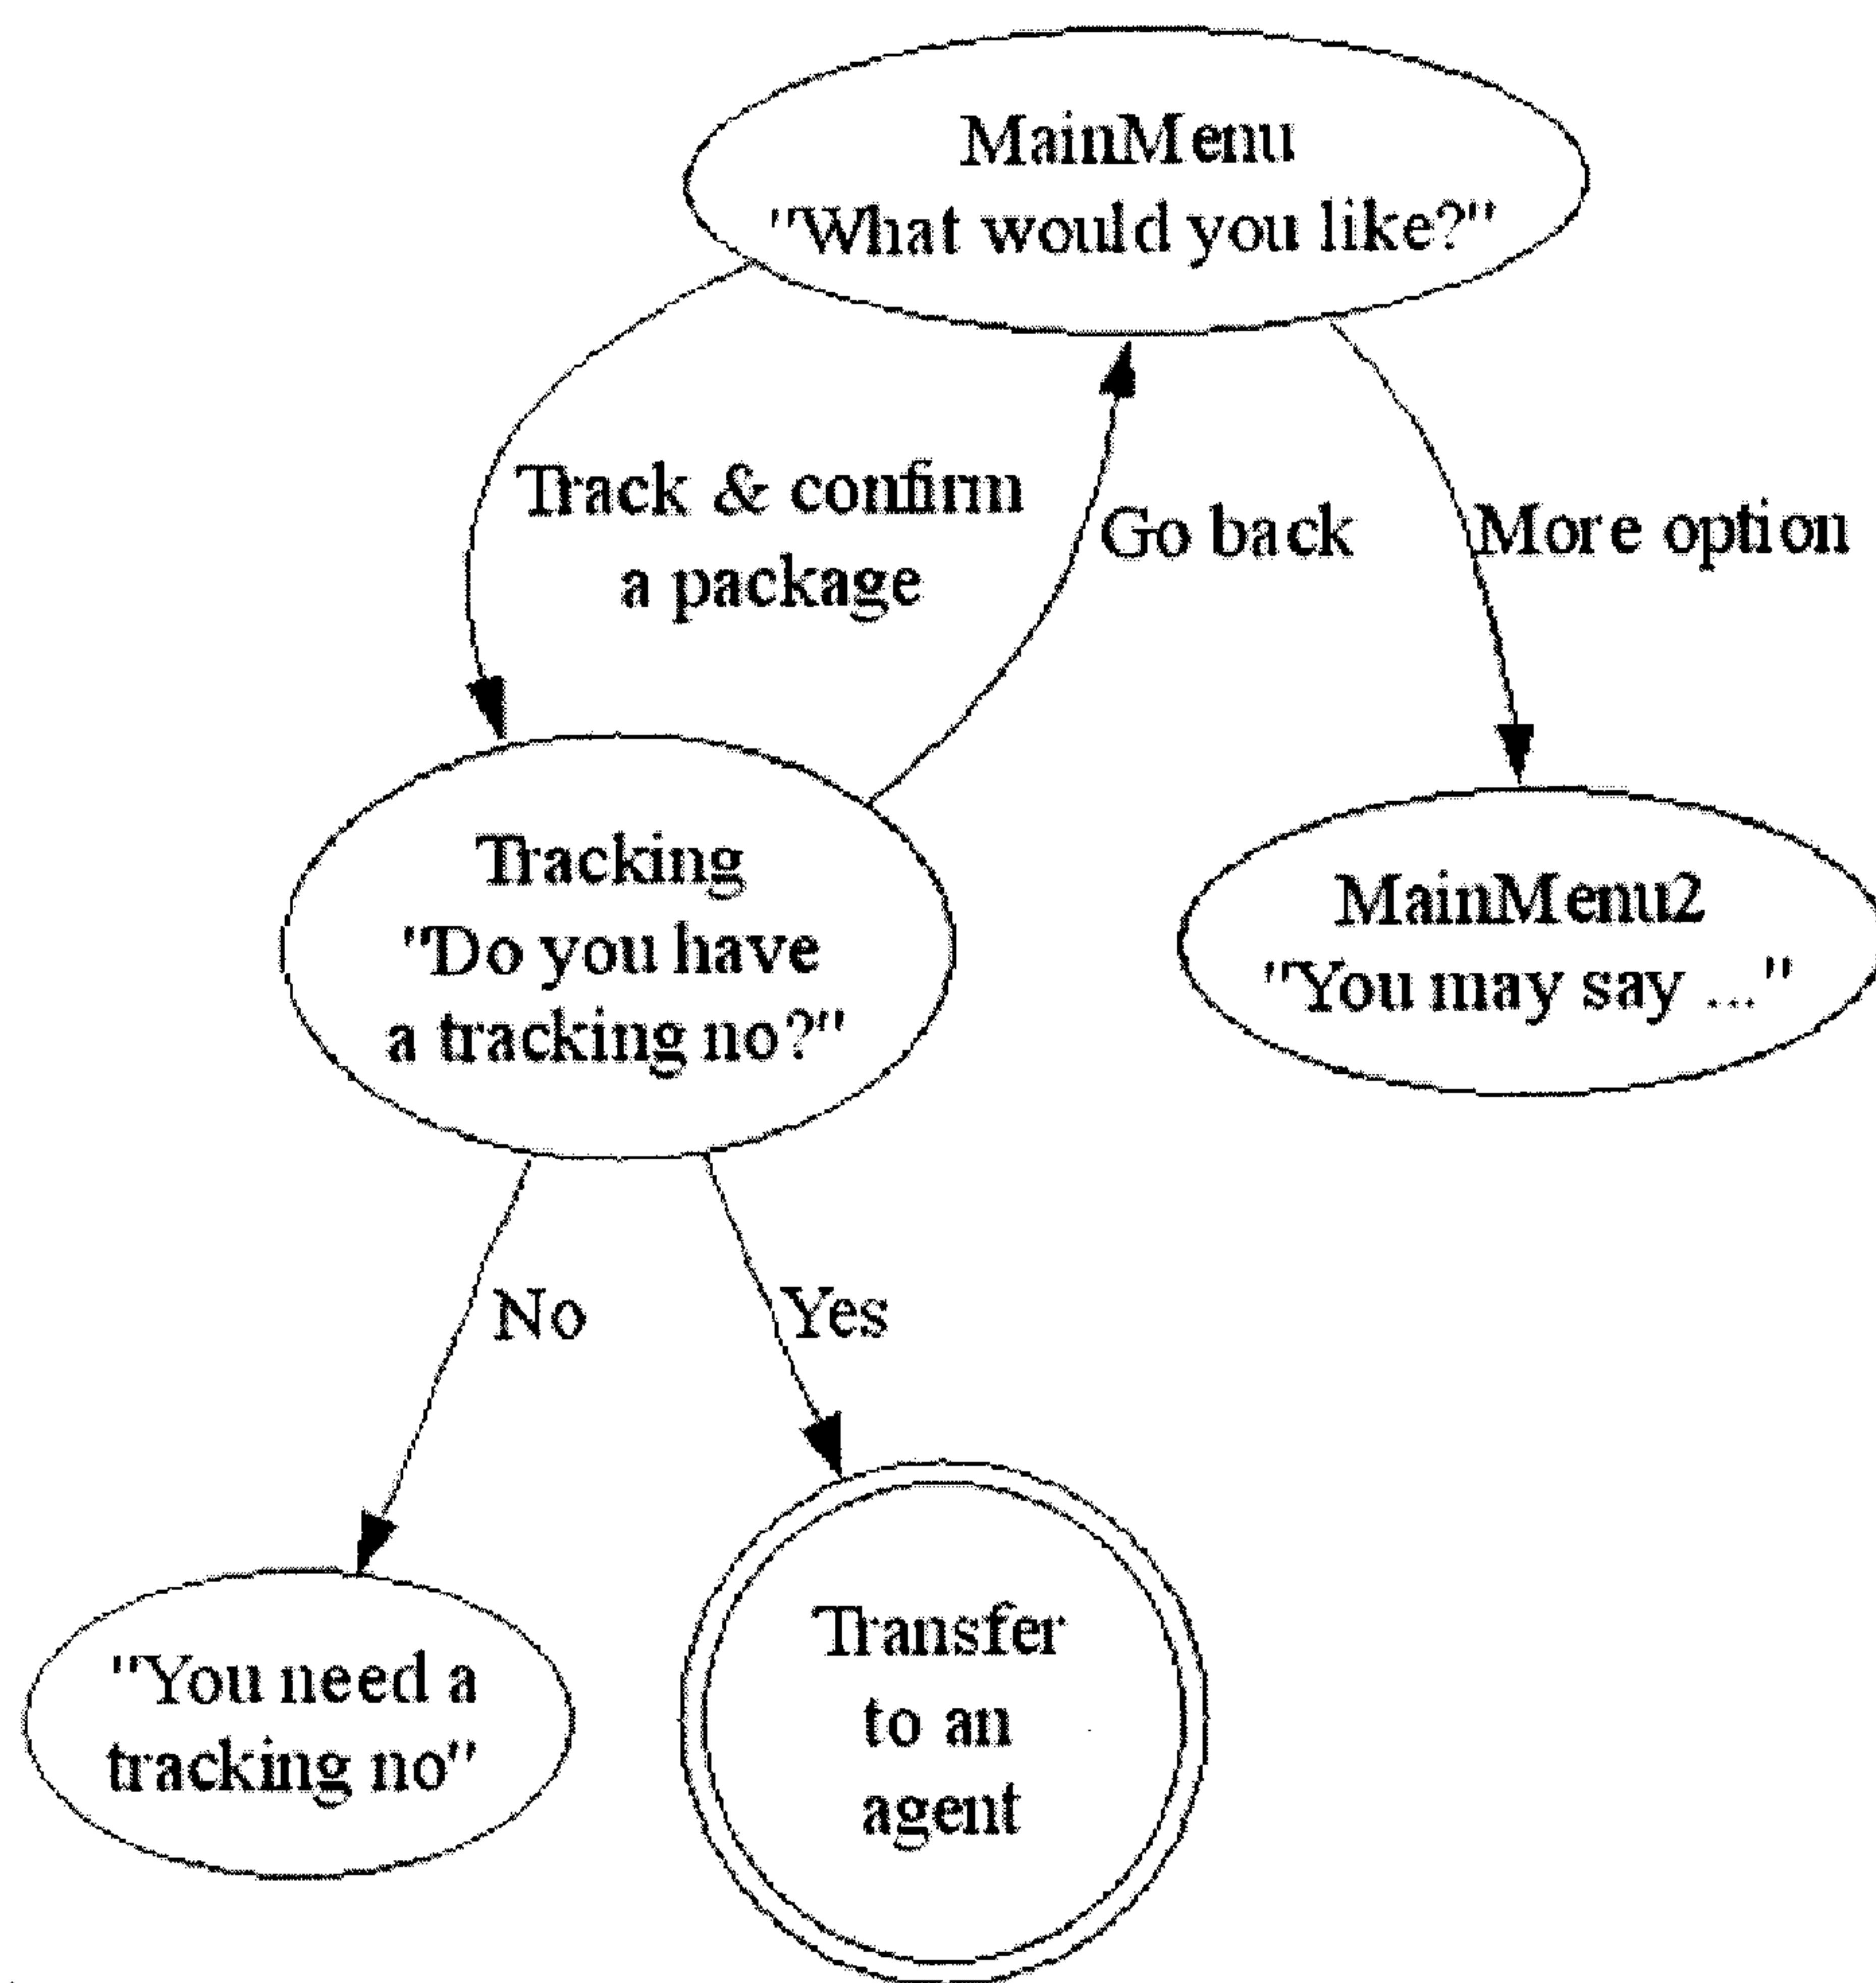 MainMenu
"What would you like?"
Track & confirm
a package
Go back
More option
Tracking
"Do you have
a tracking no?"
MainMenu2
"You may say ..."
No
Yes
"You need a
tracking no"
Transfer
to an
agent